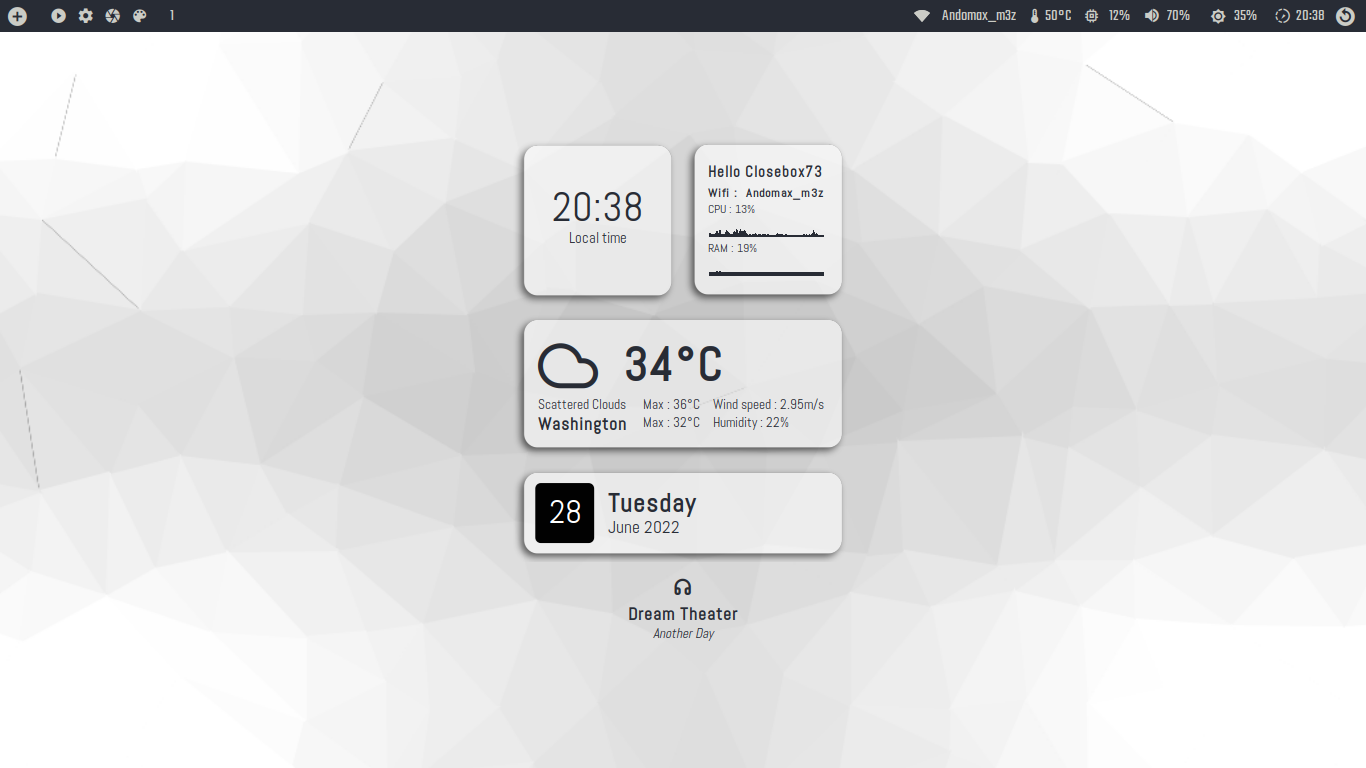 1
Andomax_m3z 50°C 12% 70% 35% 20:38
20:38
Local time
Hello Closebox73
Wifi : Andomax_m3z
CPU : 13%
RAM : 19%
34°C
Scattered Clouds Max : 36°C Wind speed : 2.95m/s
Washington Max : 32°C Humidity : 22%
28
Tuesday
June 2022
Dream Theater
Another Day